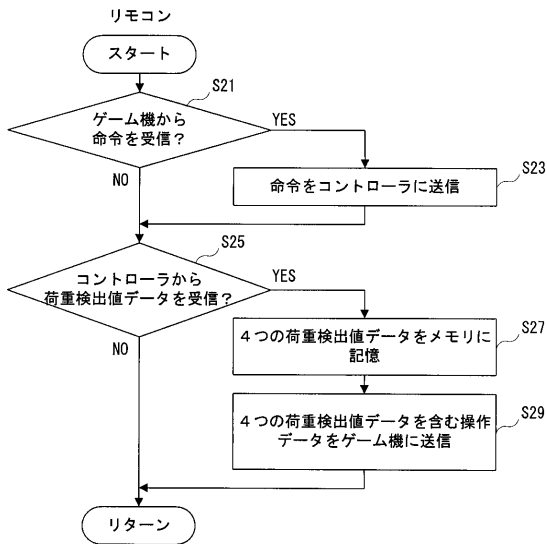 リモコン
スタート
S21
ゲーム機から
命令を受信？
YES
NO
命令をコントローラに送信
S23
S25
コントローラから
荷重検出値データを受信？
YES
NO
４つの荷重検出値データをメモリに
記憶
S27
４つの荷重検出値データを含む操作
データをゲーム機に送信
S29
リターン